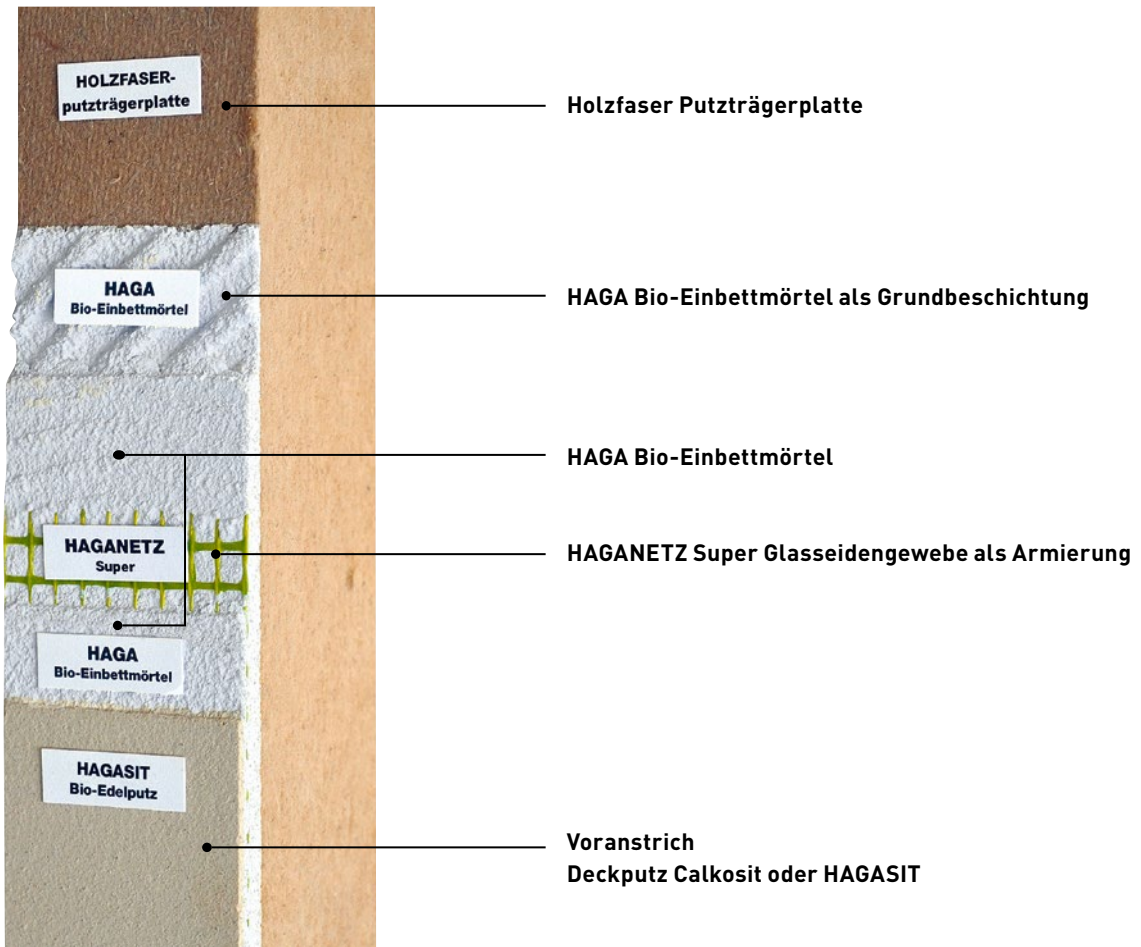 HOLZFASER-
putzträgerplatte
Holzfaser Putzträgerplatte
HAGA
Bio-Einbettmörtel
HAGA Bio-Einbettmörtel als Grundbeschichtung
HAGA Bio-Einbettmörtel
HAGANETZ
Super
HAGANETZ Super Glasseidengewebe als Armierung
HAGA
Bio-Einbettmörtel
HAGASIT
Bio-Edelputz
Voranstrich
Deckputz Calkosit oder HAGASIT